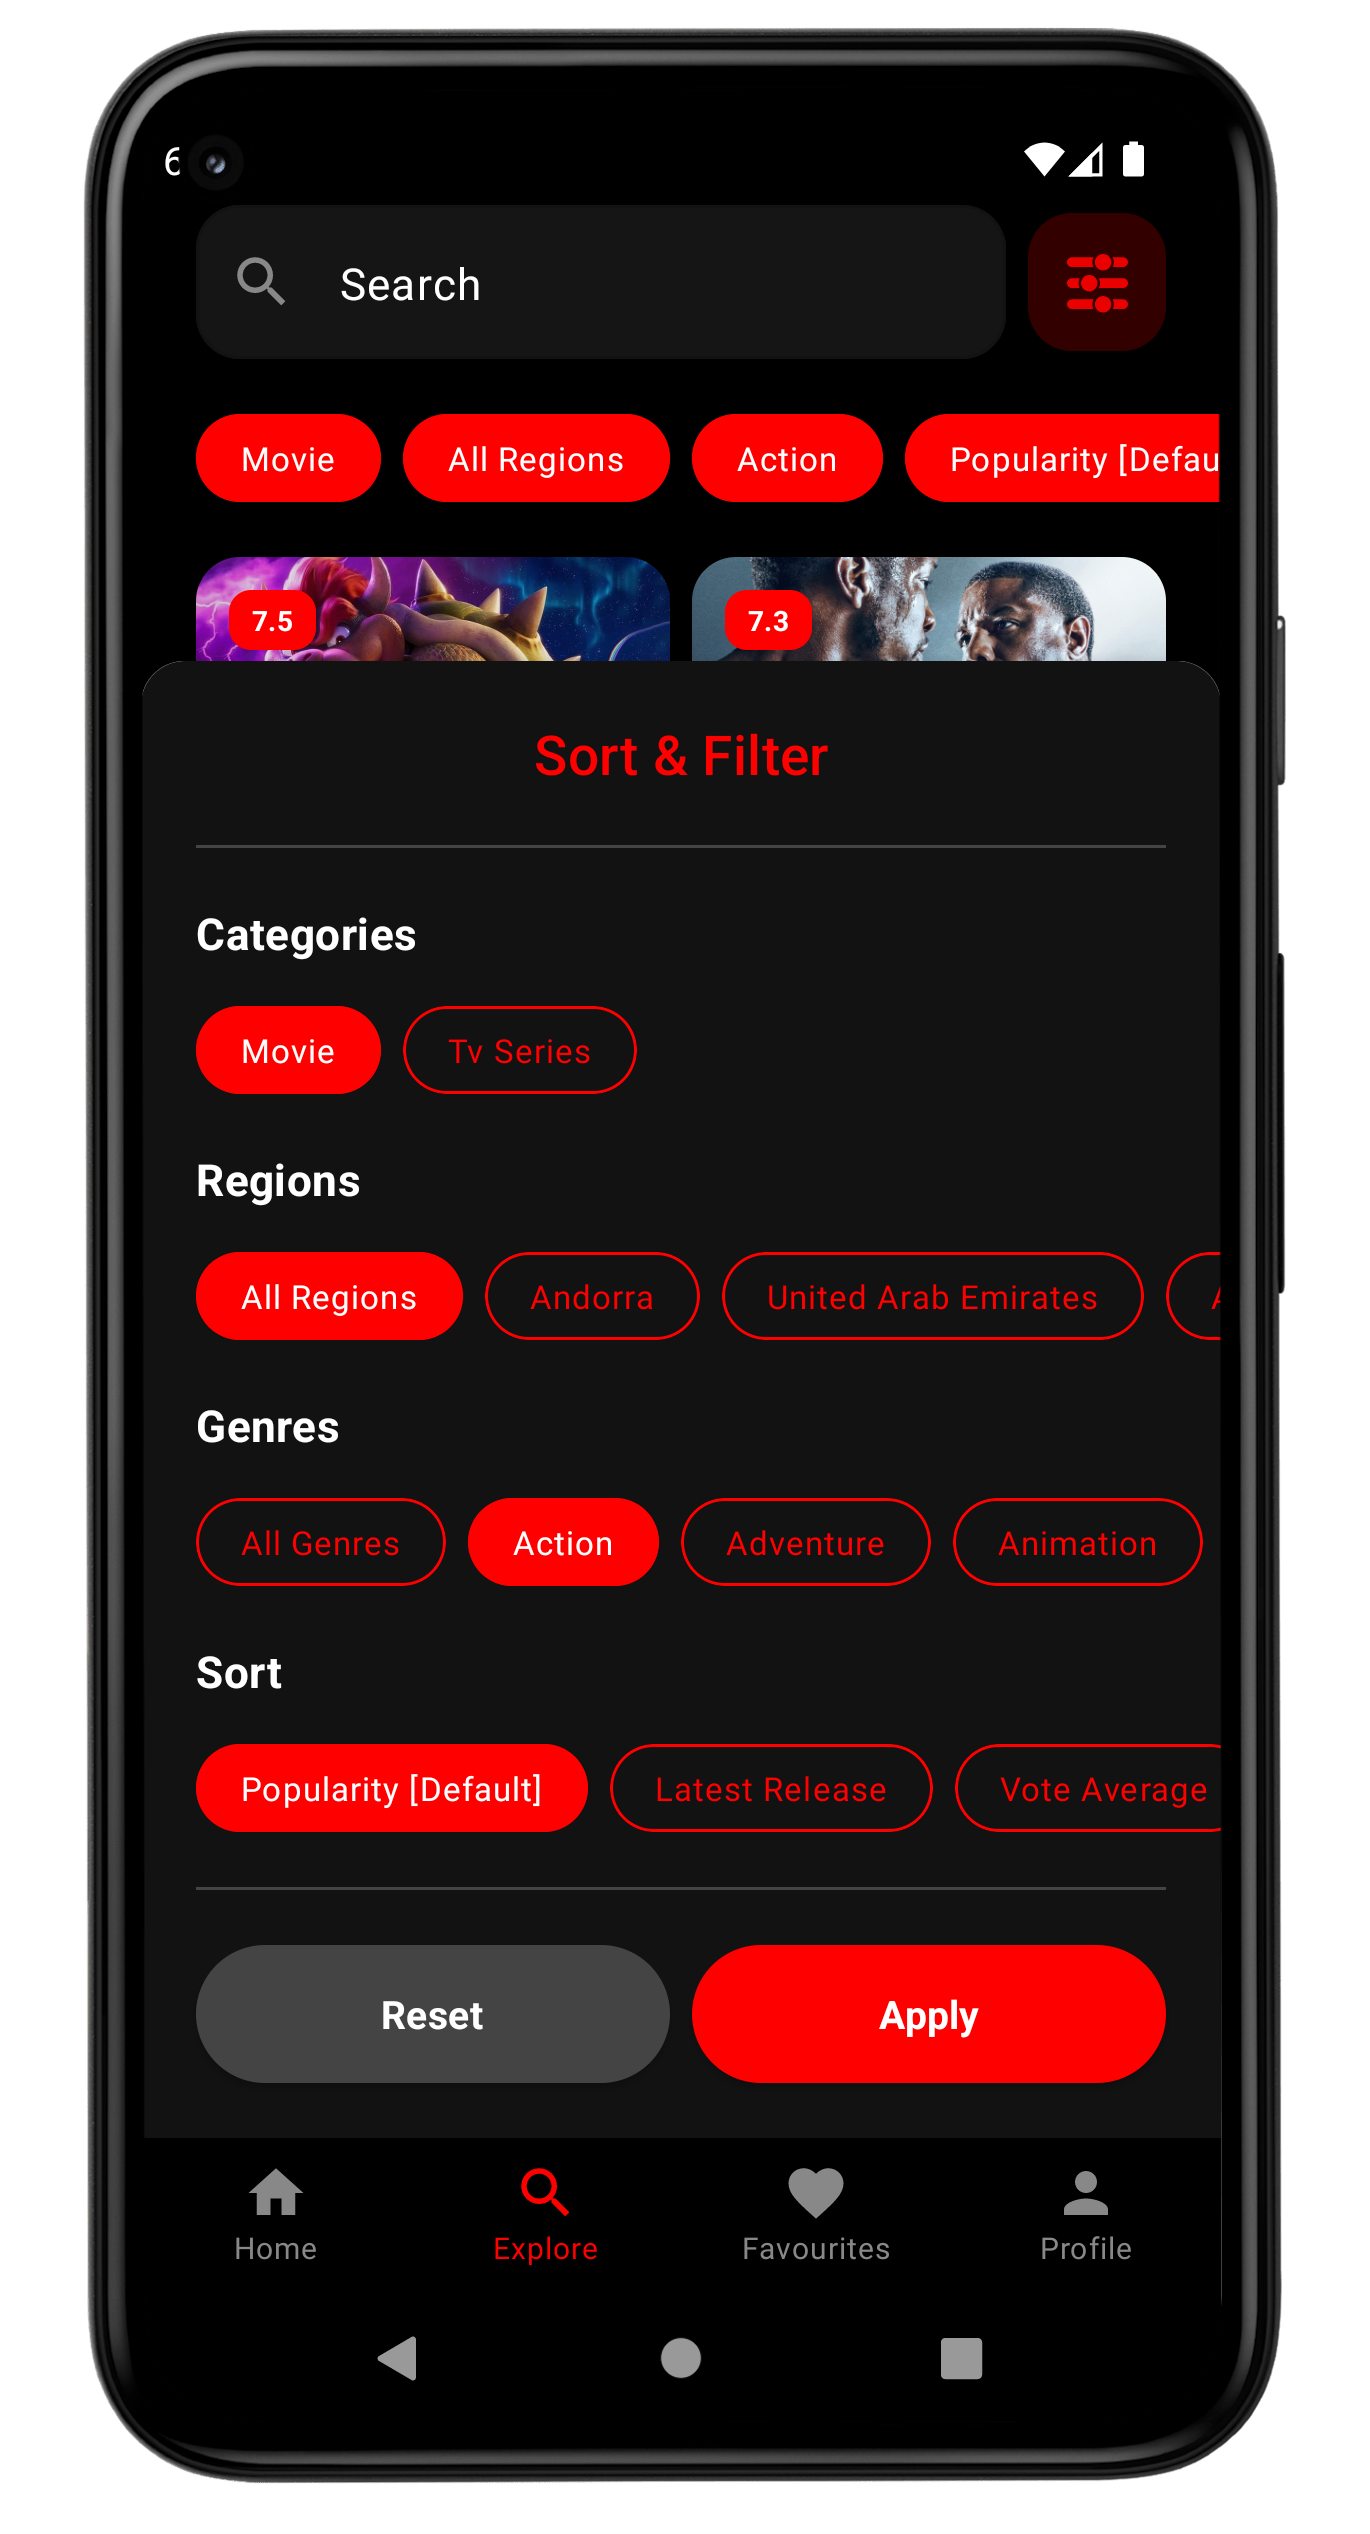 6
Search
Movie All Regions Action Popularity [Defau
7.5 7.3
Sort & Filter
Categories
Movie Tv Series
Regions
All Regions Andorra United Arab Emirates A
Genres
All Genres Action Adventure Animation
Sort
Popularity [Default] Latest Release Vote Average
Reset Apply
Home Explore Favourites Profile